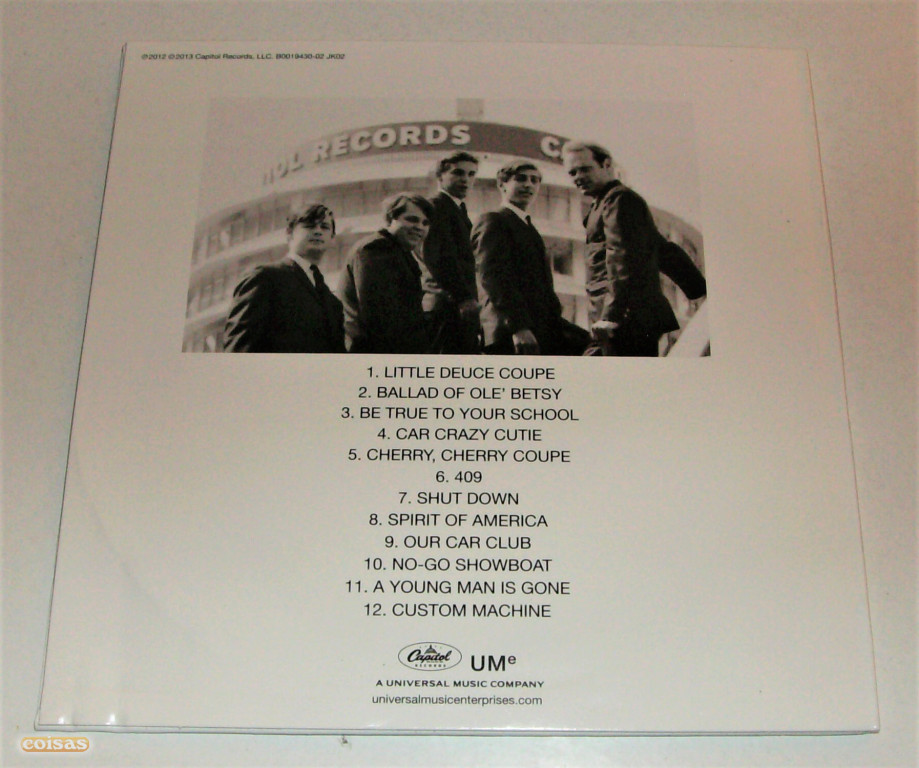 ℗2012 ©2013 Capitol Records, LLC. B0019430-02 JK02
TOL RECORDS CA
1. LITTLE DEUCE COUPE
2. BALLAD OF OLE' BETSY
3. BE TRUE TO YOUR SCHOOL
4. CAR CRAZY CUTIE
5. CHERRY, CHERRY COUPE
6. 409
7. SHUT DOWN
8. SPIRIT OF AMERICA
9. OUR CAR CLUB
10. NO-GO SHOWBOAT
11. A YOUNG MAN IS GONE
12. CUSTOM MACHINE
Capitol
RECORDS
UMe
A UNIVERSAL MUSIC COMPANY
universalmusicenterprises.com
coisas